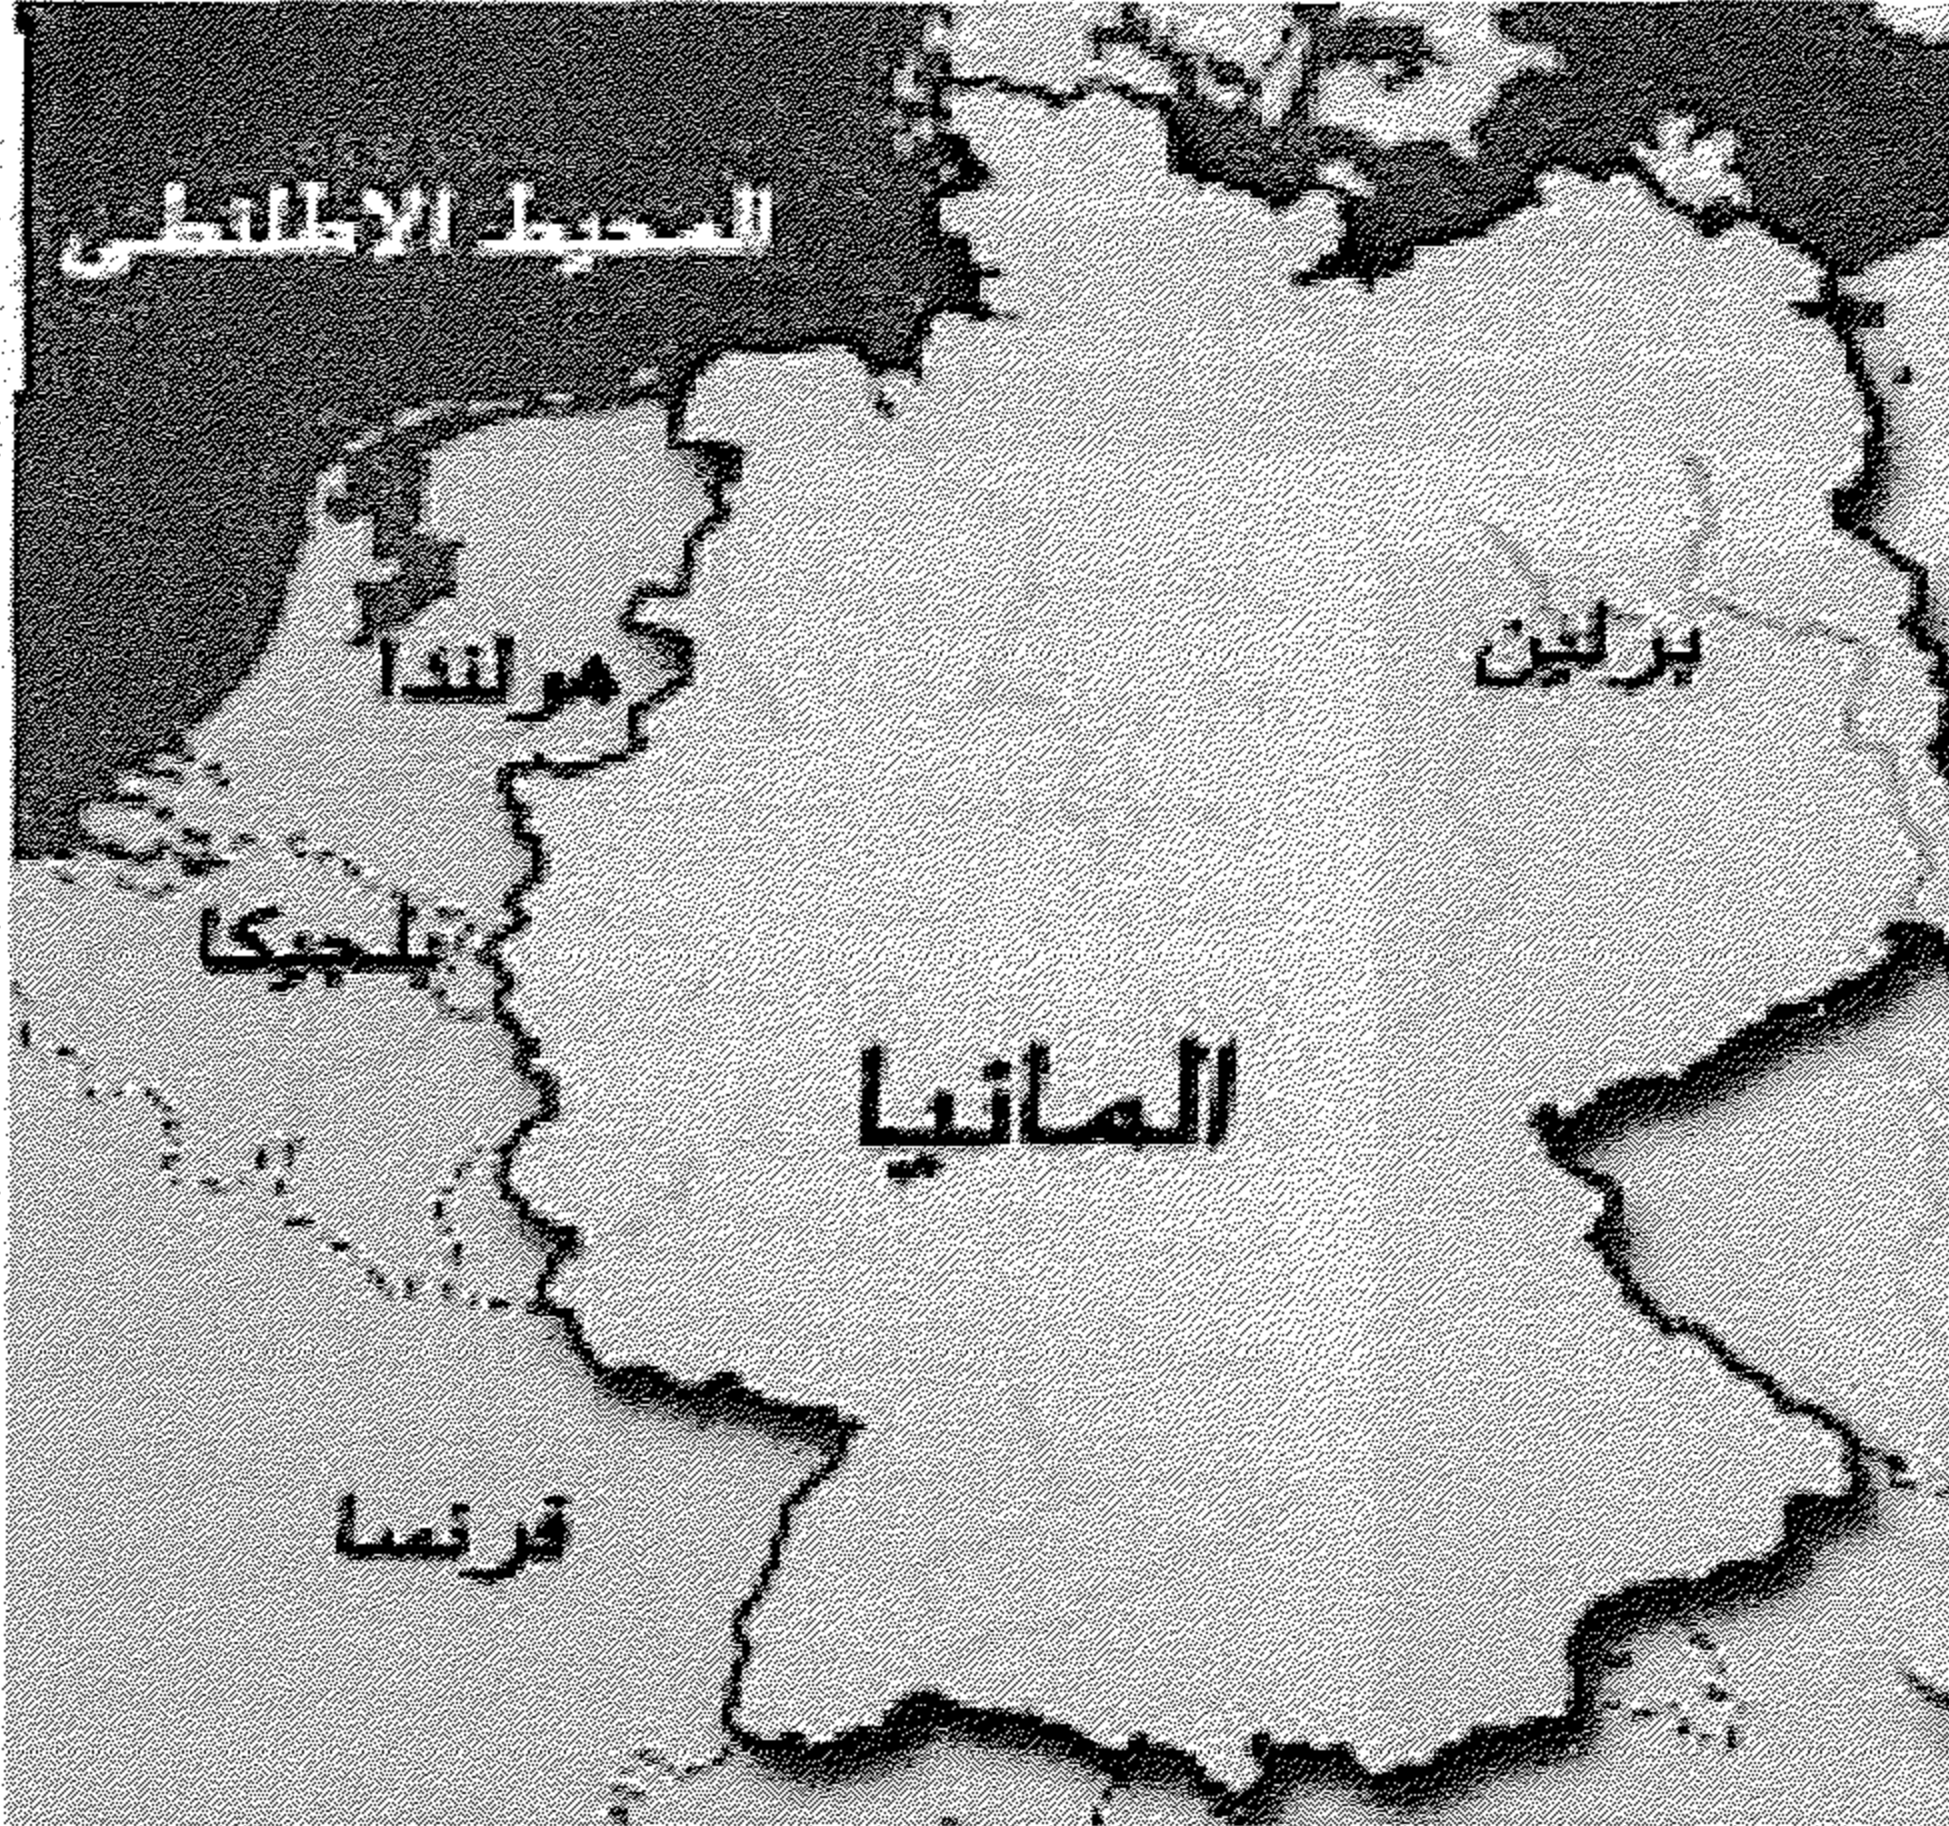 المحيط الاطلنطى
برلين
هولندا
بلجيكا
المانيا
فرنسا